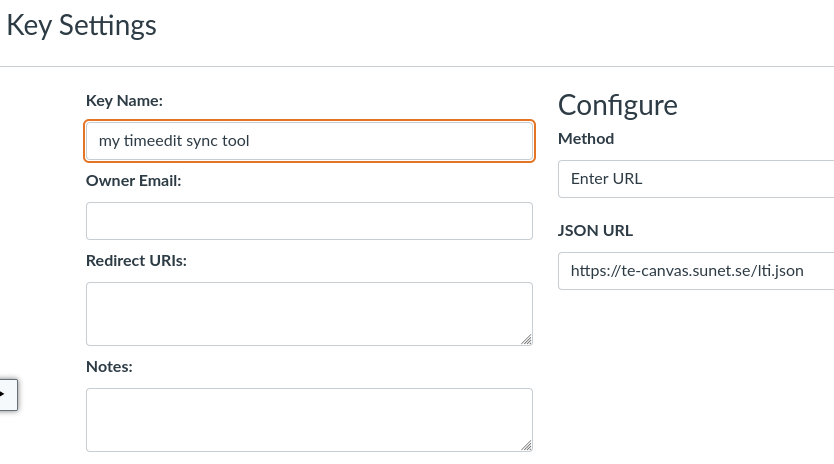 Key Settings
Key Name:
my timeedit sync tool
Owner Email:
Redirect URIs:
Notes:
Configure
Method
Enter URL
JSON URL
https://te-canvas.sunet.se/lti.json